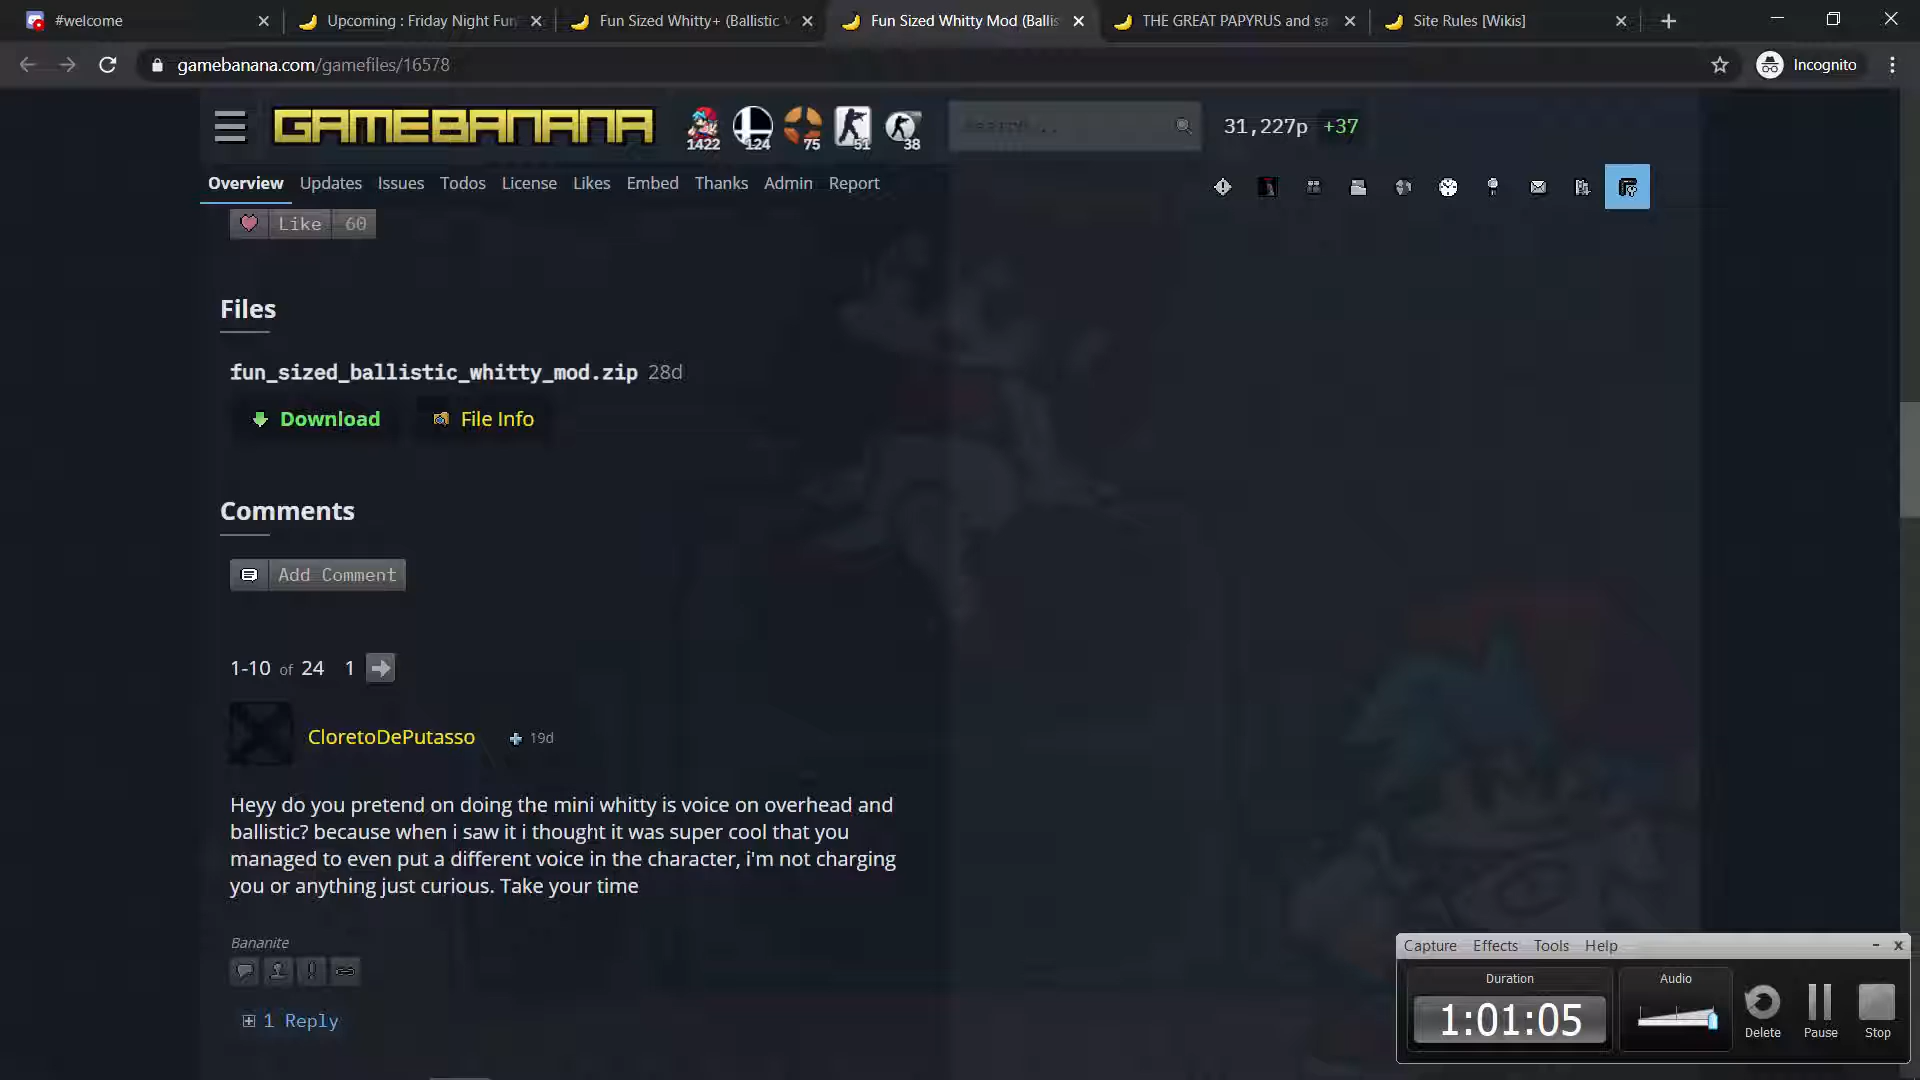 #welcome
Upcoming : Friday Night Fun
Fun Sized Whitty+ (Ballistic
Fun Sized Whitty Mod (Ballis
THE GREAT PAPYRUS and sa
Site Rules [Wikis]
gamebanana.com/gamefiles/16578
Incognito
GAMEBANANA
1422
124
75
51
38
Search ...
31,227p +37
Overview Updates Issues Todos License Likes Embed Thanks Admin Report
Like 60
Files
fun_sized_ballistic_whitty_mod.zip 28d
Download
File Info
Comments
Add Comment
1-10 of 24 1
CloretoDePutasso 19d
Heyy do you pretend on doing the mini whitty is voice on overhead and
ballistic? because when i saw it i thought it was super cool that you
managed to even put a different voice in the character, i'm not charging
you or anything just curious. Take your time
Bananite
1 Reply
Capture Effects Tools Help
Duration
1:01:05
Audio
Delete
Pause
Stop